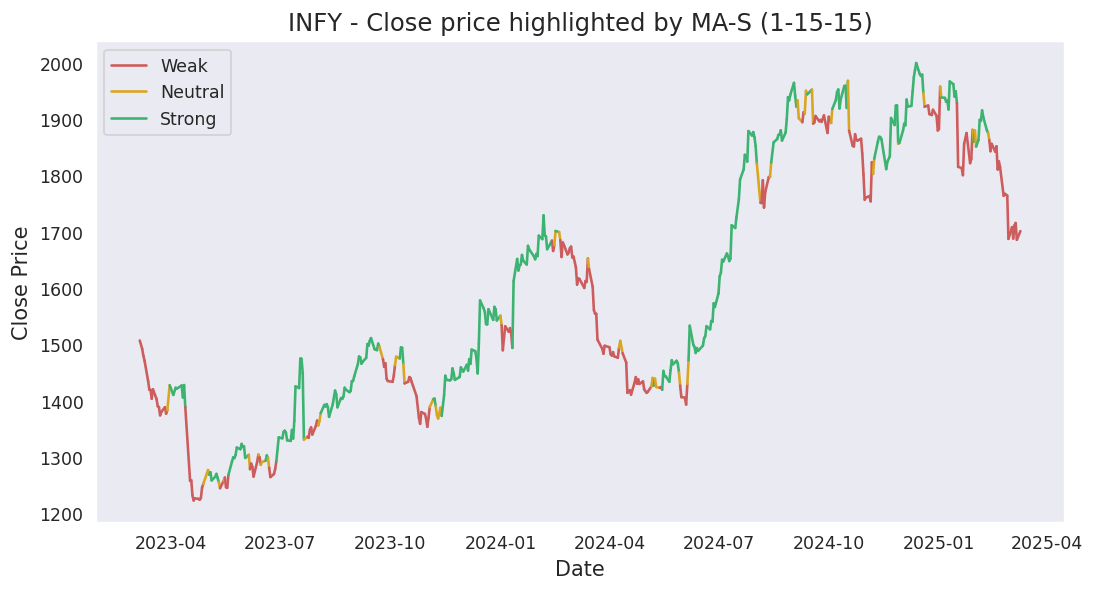 INFY - Close price highlighted by MA-S (1-15-15)
Weak
Neutral
Strong
Close Price
2000
1900
1800
1700
1600
1500
1400
1300
1200
2023-04 2023-07 2023-10 2024-01 2024-04 2024-07 2024-10 2025-01 2025-04
Date